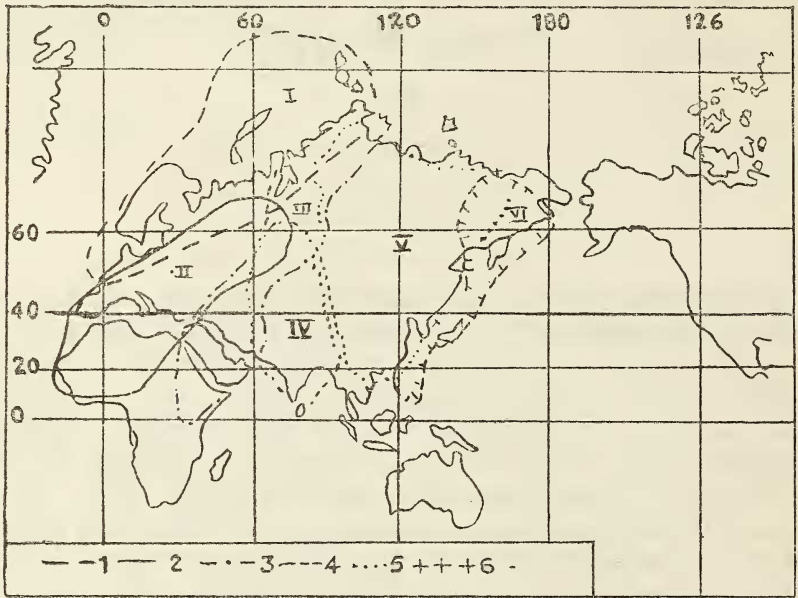 0 60 120 180 126
I
III
60 VI
V
II
40
IV
20
0
– – 1 — 2 – · – 3 – – – 4 ···· 5 + + + 6 ·